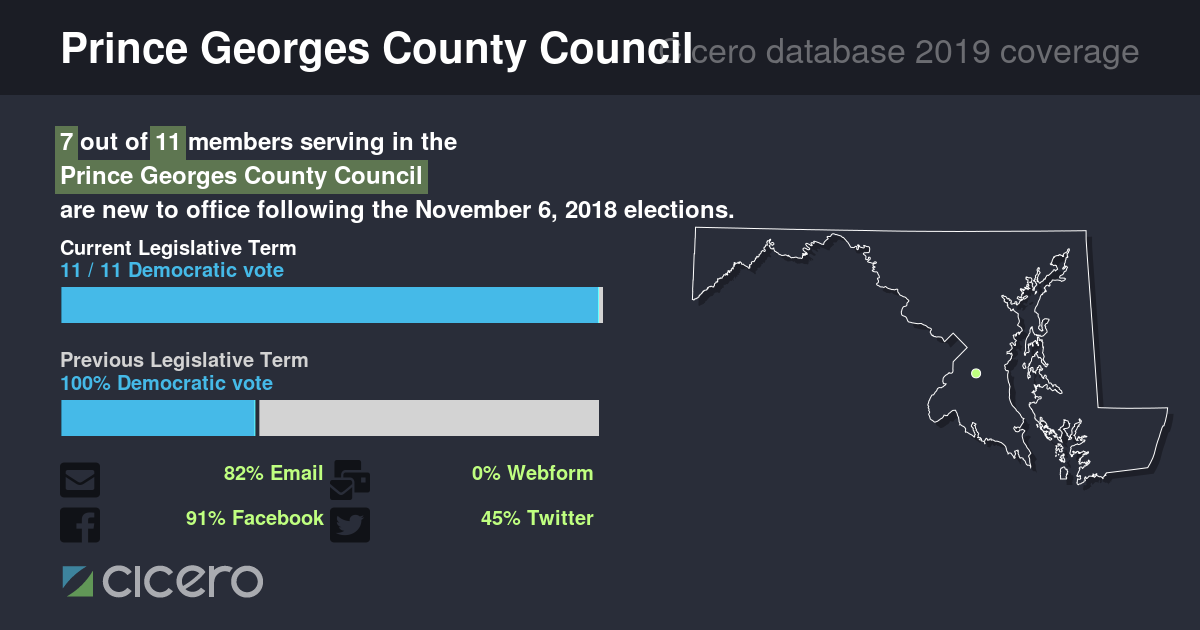 Prince Georges County Council
Cicero database 2019 coverage
7 out of 11 members serving in the
Prince Georges County Council
are new to office following the November 6, 2018 elections.
Current Legislative Term
11 / 11 Democratic vote
Previous Legislative Term
100% Democratic vote
82% Email
0% Webform
91% Facebook
45% Twitter
cicero